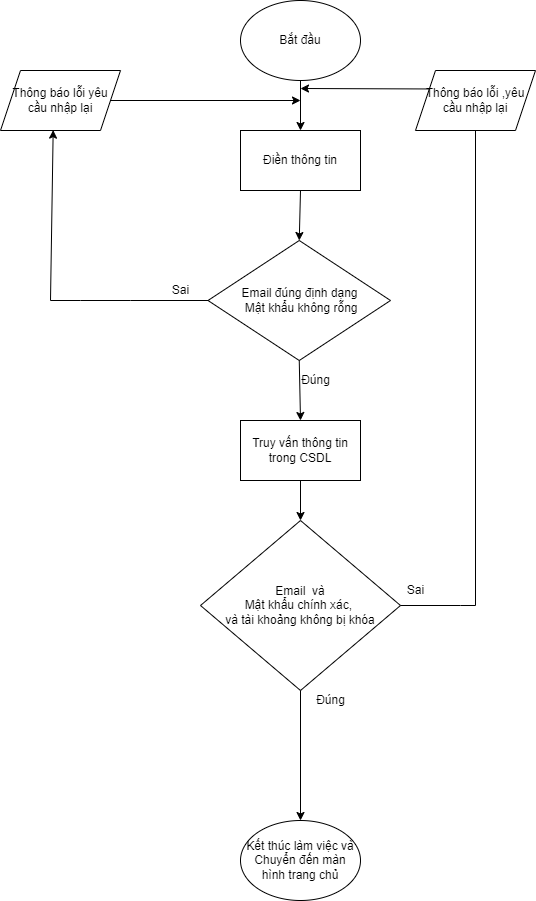 Bắt đầu
Thông báo lỗi yêu
cầu nhập lại
Thông báo lỗi ,yêu
cầu nhập lại
Điền thông tin
Sai
Email đúng định dạng
Mật khẩu không rỗng
Đúng
Truy vấn thông tin
trong CSDL
Email và
Mật khẩu chính xác,
và tài khoảng không bị khóa
Sai
Đúng
Kết thúc làm việc và
Chuyển đến màn
hình trang chủ